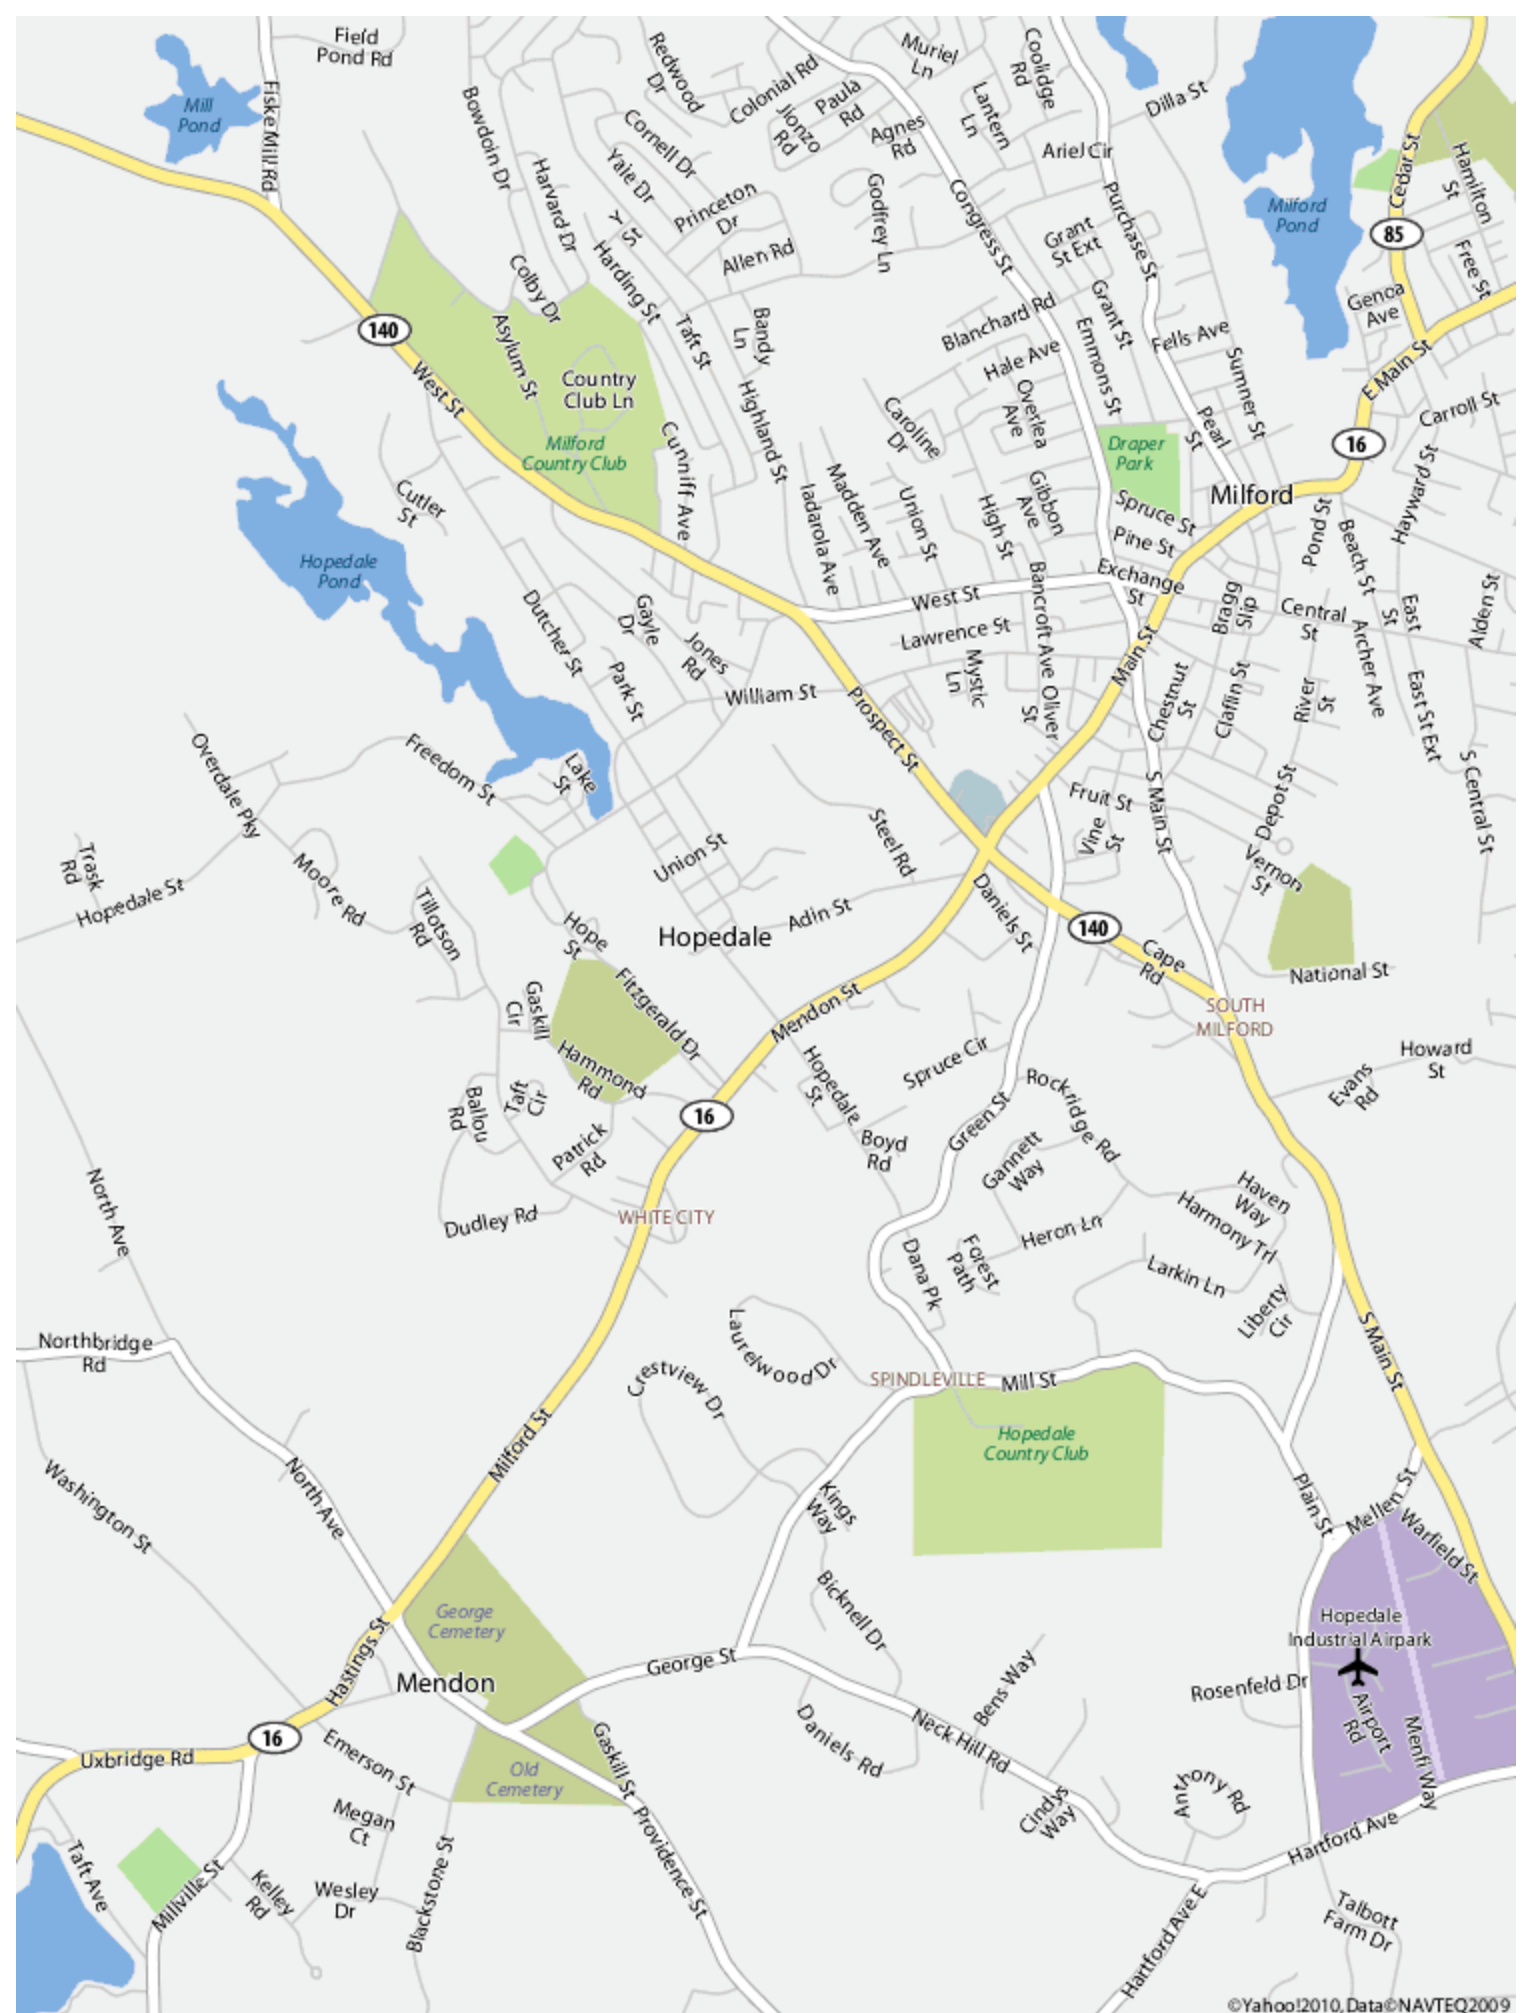 Field
Pond Rd
Mill
Pond
Fiske Mill Rd
Bowdoin Dr
Harvard Dr
Redwood
Dr
Colonial Rd
Cornell Dr
Yale Dr
Y
St
Princeton
Dr
Allen Rd
Jionzo
Rd
Paula
Rd
Agnes
Rd
Muriel
Ln
Lantern
Ln
Coolidge
Rd
Dilla St
Ariel Cir
Godfrey Ln
Congress St
Purchase St
Grant
St Ext
Milford
Pond
Cedar St
85
Hamilton
St
Free St
Genoa
Ave
E Main St
Carroll St
16
Hayward St
140
West St
Colby Dr
Asylum St
Harding St
Taft St
Bandy
Ln
Highland St
Country
Club Ln
Milford
Country Club
Cunniff Ave
Blanchard Rd
Hale Ave
Grant St
Emmons St
Fells Ave
Sumner St
Pearl
St
Overlea
Ave
Caroline
Dr
Draper
Park
Milford
Spruce St
Pine St
Exchange
St
Gibbon
Ave
High St
Union St
Madden Ave
Iadarola Ave
West St
Lawrence St
Bancroft Ave
Oliver
St
Mystic
Ln
Main St
Bragg
Slip
Pond St
Beach St
Central
St
East
St
Archer Ave
Alden St
East St Ext
S Central St
River
St
Claflin St
Chestnut
St
Cutler
St
Hopedale
Pond
Dutcher St
Gayle
Dr
Jones
Rd
Park St
William St
Prospect St
Overdale Pky
Freedom St
Lake
St
Steel Rd
Union St
Fruit St
Vine
St
S Main St
Depot St
Vernon
St
Trask
Rd
Hopedale St
Moore Rd
Tillotson
Rd
Hope
St
Hopedale
Adin St
Daniels St
140
Cape
Rd
National St
SOUTH
MILFORD
Gaskill
Cir
Fitzgerald Dr
Mendon St
Hammond
Rd
Taft
Cir
Ballou
Rd
Patrick
Rd
16
Hopedale
St
Spruce Cir
Boyd
Rd
Green St
Rockridge Rd
Gannett
Way
Howard
St
Evans
Rd
Haven
Way
Harmony Trl
Heron Ln
Forest
Path
Dana Pk
Larkin Ln
Liberty
Cir
North Ave
Dudley Rd
WHITE CITY
Northbridge
Rd
Laurelwood Dr
Crestview Dr
SPINDLEVILLE
Mill St
S Main St
Hopedale
Country Club
Milford St
Washington St
North Ave
Kings
Way
Plain St
Mellen St
Warfield St
Bicknell Dr
George
Cemetery
Hastings St
Mendon
George St
Hopedale
Industrial Airpark
Rosenfeld Dr
Airport
Rd
Menfi Way
Bens Way
Neck Hill Rd
Daniels Rd
Cindys
Way
Anthony Rd
16
Uxbridge Rd
Emerson St
Old
Cemetery
Gaskill St
Megan
Ct
Providence St
Hartford Ave
Taft Ave
Millville St
Kelley
Rd
Wesley
Dr
Blackstone St
Hartford Ave E
Talbott
Farm Dr
©Yahoo!2010, Data©NAVTEQ2009